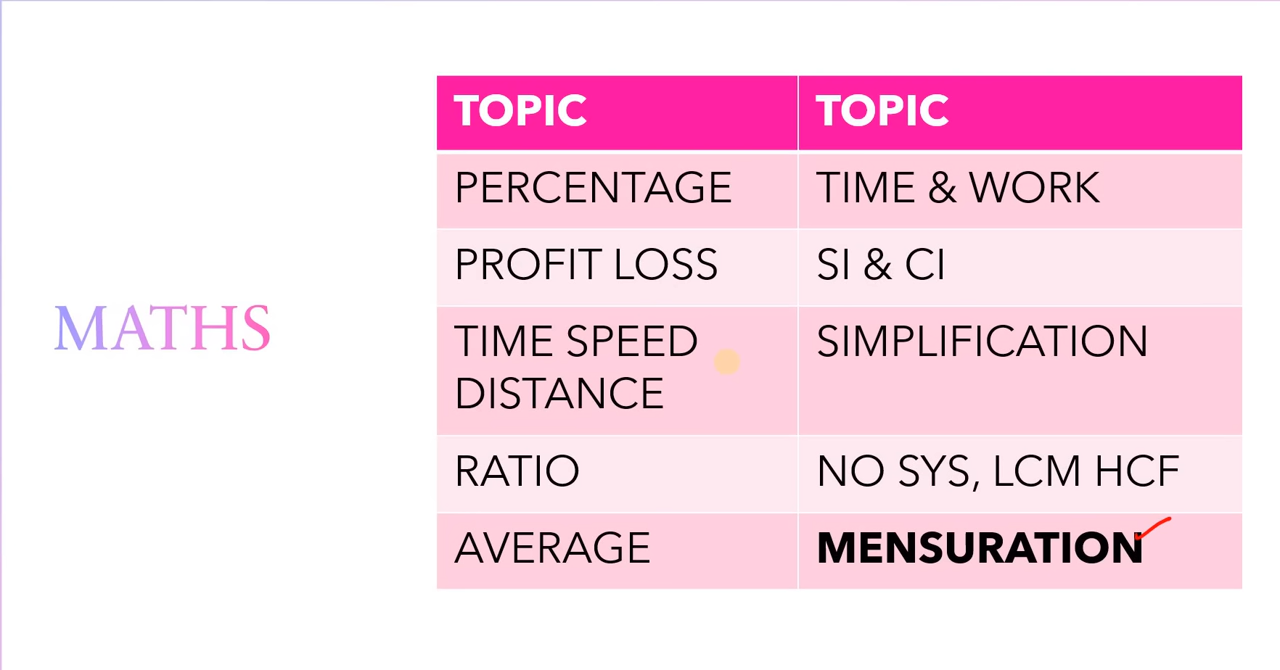 MATHS
TOPIC TOPIC
PERCENTAGE TIME & WORK
PROFIT LOSS SI & CI
TIME SPEED SIMPLIFICATION
DISTANCE
RATIO NO SYS, LCM HCF
AVERAGE MENSURATION